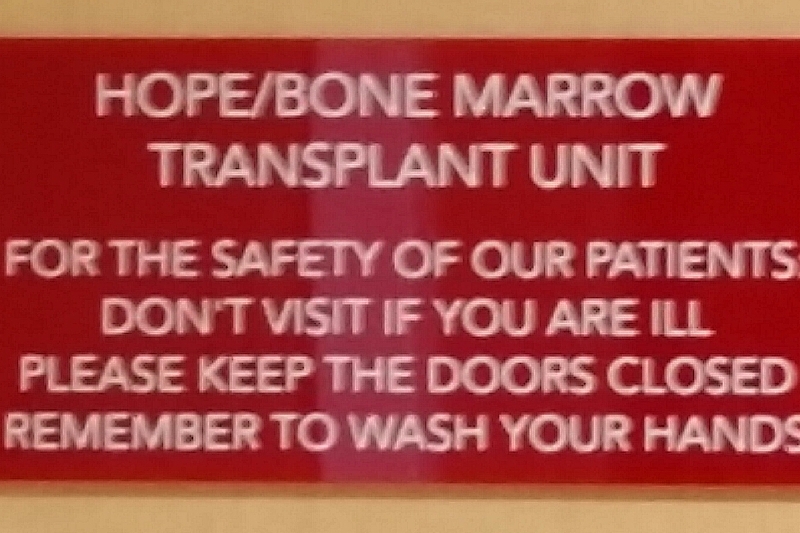 HOPE/BONE MARROW
TRANSPLANT UNIT
FOR THE SAFETY OF OUR PATIENTS:
DON'T VISIT IF YOU ARE ILL
PLEASE KEEP THE DOORS CLOSED
REMEMBER TO WASH YOUR HANDS